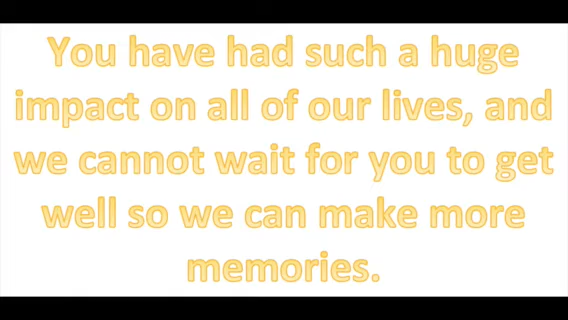 You have had such a huge
impact on all of our lives, and
we cannot wait for you to get
well so we can make more
memories.